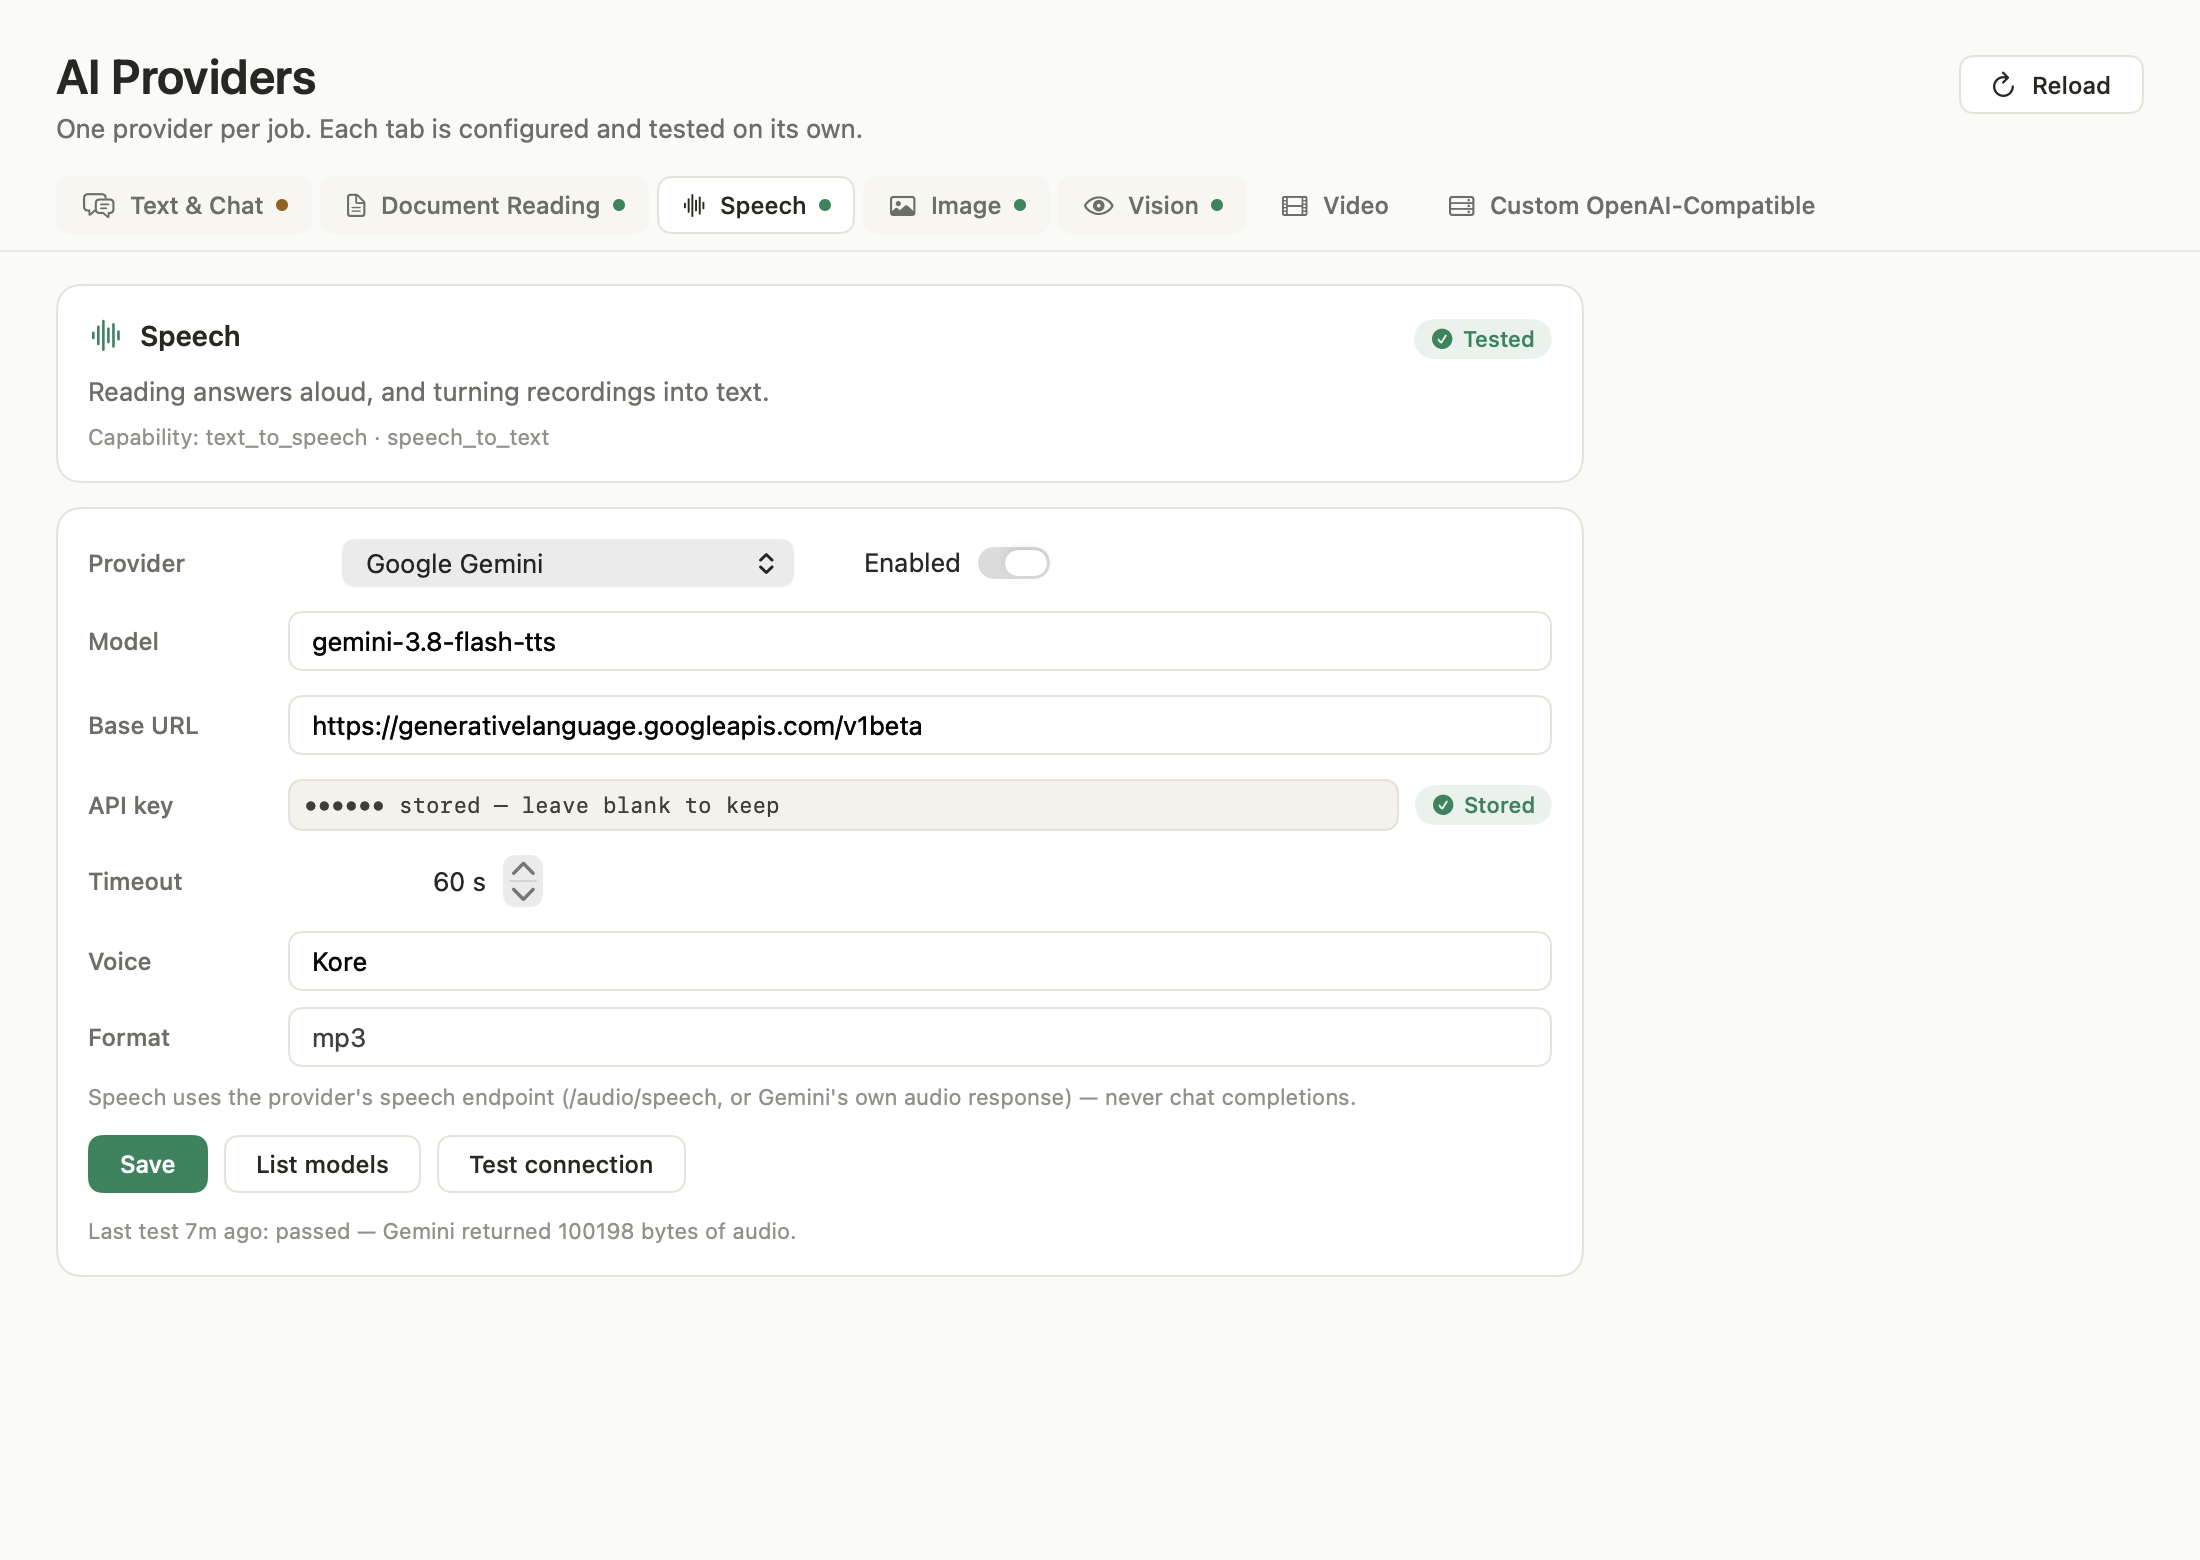 AI Providers
Reload
One provider per job. Each tab is configured and tested on its own.
Text & Chat
Document Reading
Speech
Image
Vision
Video
Custom OpenAI-Compatible
Speech
Tested
Reading answers aloud, and turning recordings into text.
Capability: text_to_speech · speech_to_text
Provider
Google Gemini
Enabled
Model
gemini-3.8-flash-tts
Base URL
https://generativelanguage.googleapis.com/v1beta
API key
●●●●●● stored — leave blank to keep
Stored
Timeout
60 s
Voice
Kore
Format
mp3
Speech uses the provider's speech endpoint (/audio/speech, or Gemini's own audio response) — never chat completions.
Save
List models
Test connection
Last test 7m ago: passed — Gemini returned 100198 bytes of audio.